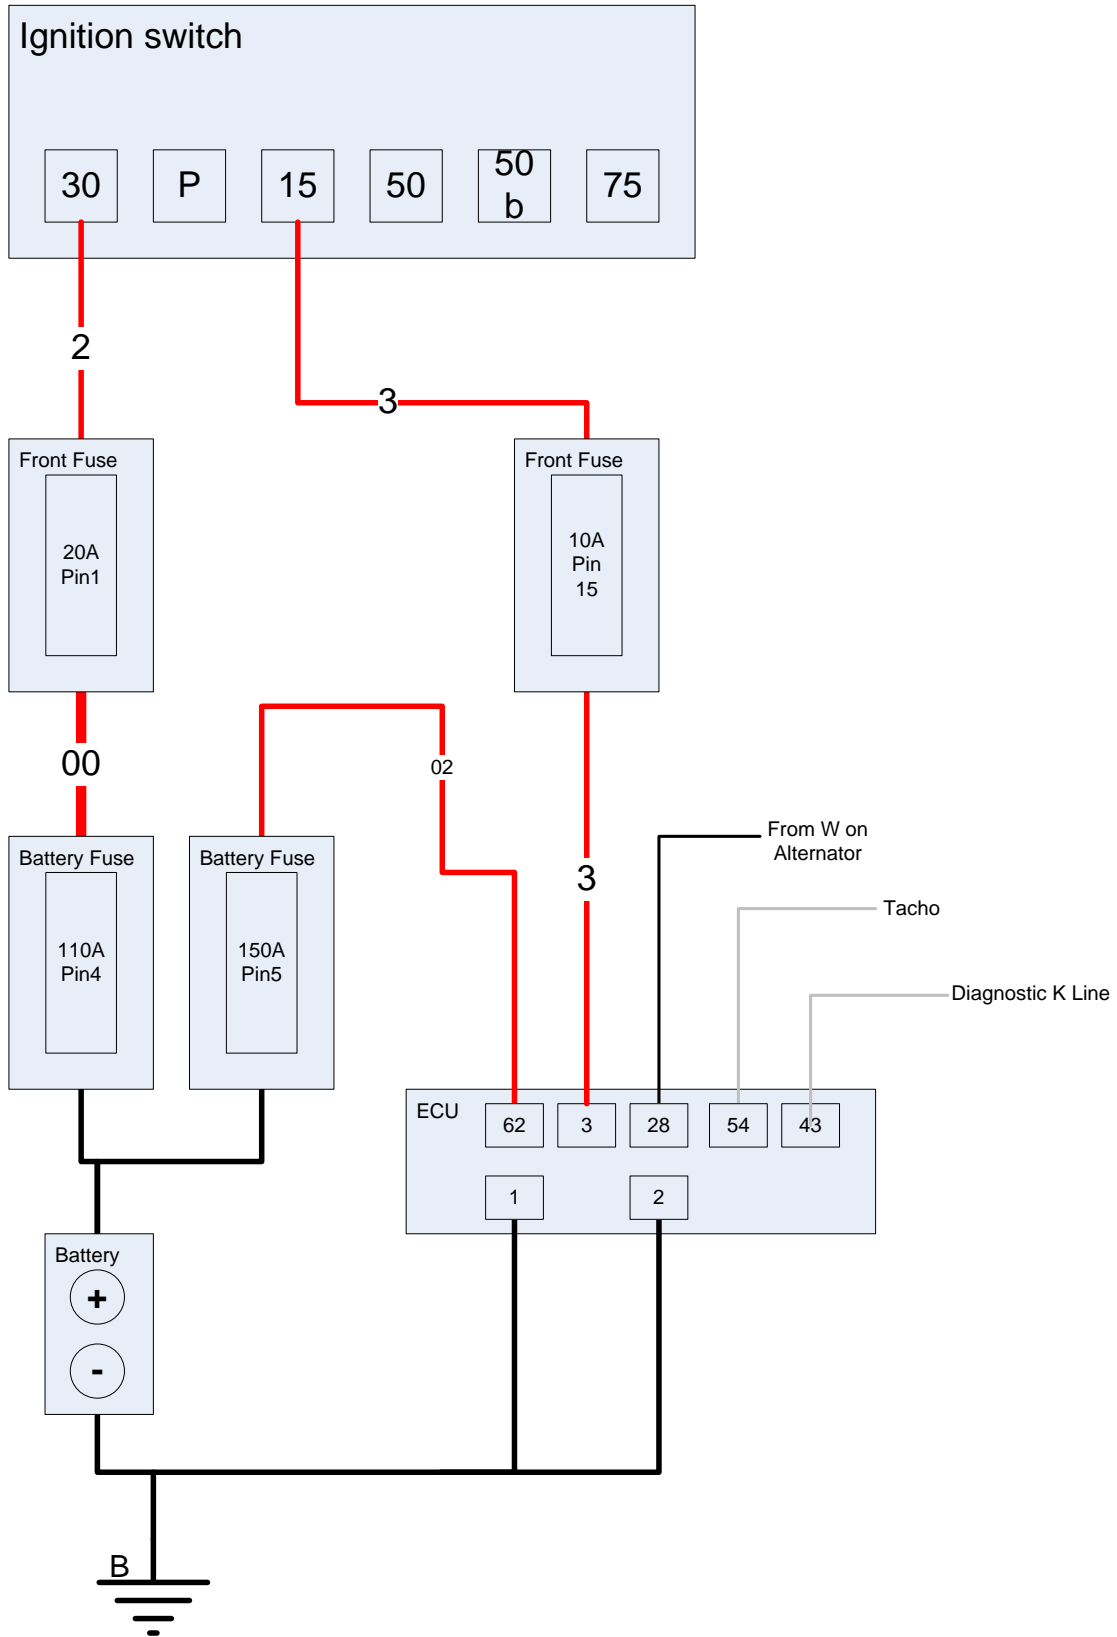 Ignition switch
30
P
15
50
50
b
75
2
3
Front Fuse
20A
Pin1
Front Fuse
10A
Pin
15
00
02
Battery Fuse
110A
Pin4
Battery Fuse
150A
Pin5
3
From W on
Alternator
Tacho
Diagnostic K Line
ECU
62
3
28
54
43
1
2
Battery
+
-
B